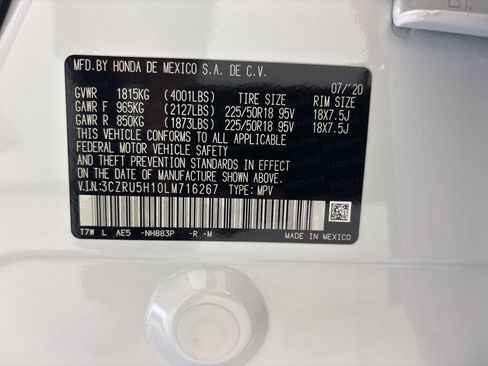 MFD.BY HONDA DE MEXICO S.A. DE C.V.
07/20
GVWR 1815KG (4001LBS) TIRE SIZE RIM SIZE
GAWR F 965KG (2127LBS) 225/50R18 95V 18X7.5J
GAWR R 850KG (1873LBS) 225/50R18 95V 18X7.5J
THIS VEHICLE CONFORMS TO ALL APPLICABLE
FEDERAL MOTOR VEHICLE SAFETY STANDARDS IN EFFECT
ON THE DATE OF MANUFACTURE SHOWN ABOVE.
V.I.N:3CZRU5H10LM716267 TYPE: MPV
T7W L AE5 -NH883P -R -M
MADE IN MEXICO